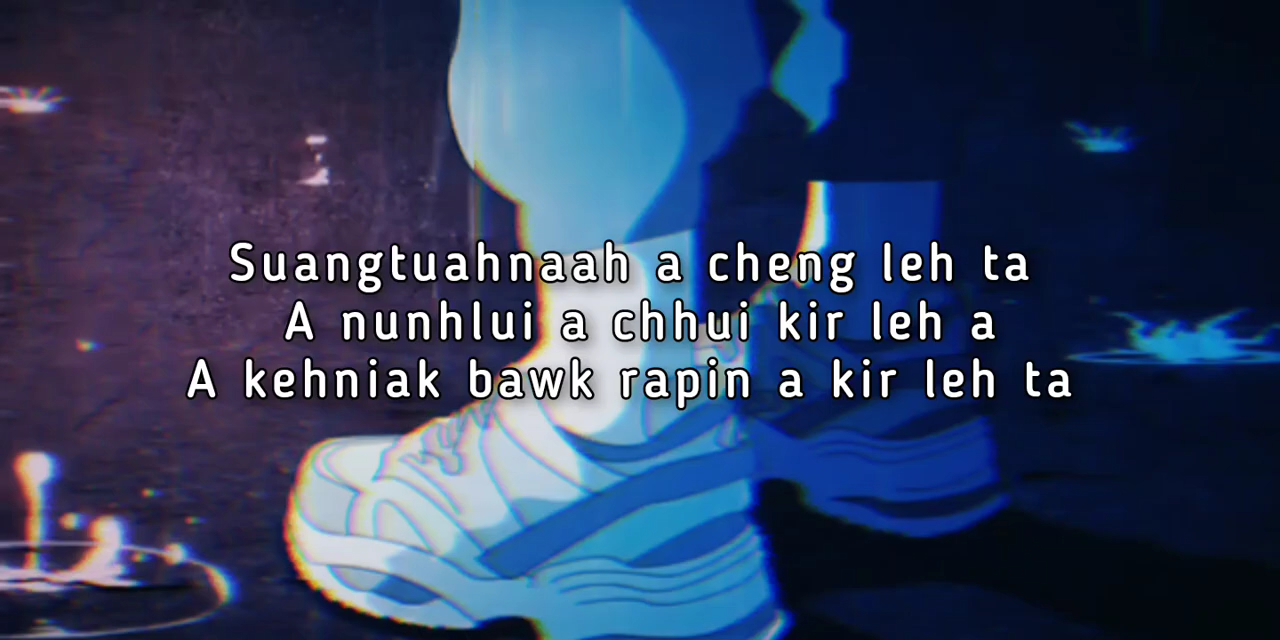 Suangtuahnaah a cheng leh ta
A nunhlui a chhui kir leh a
A kehniak bawk rapin a kir leh ta